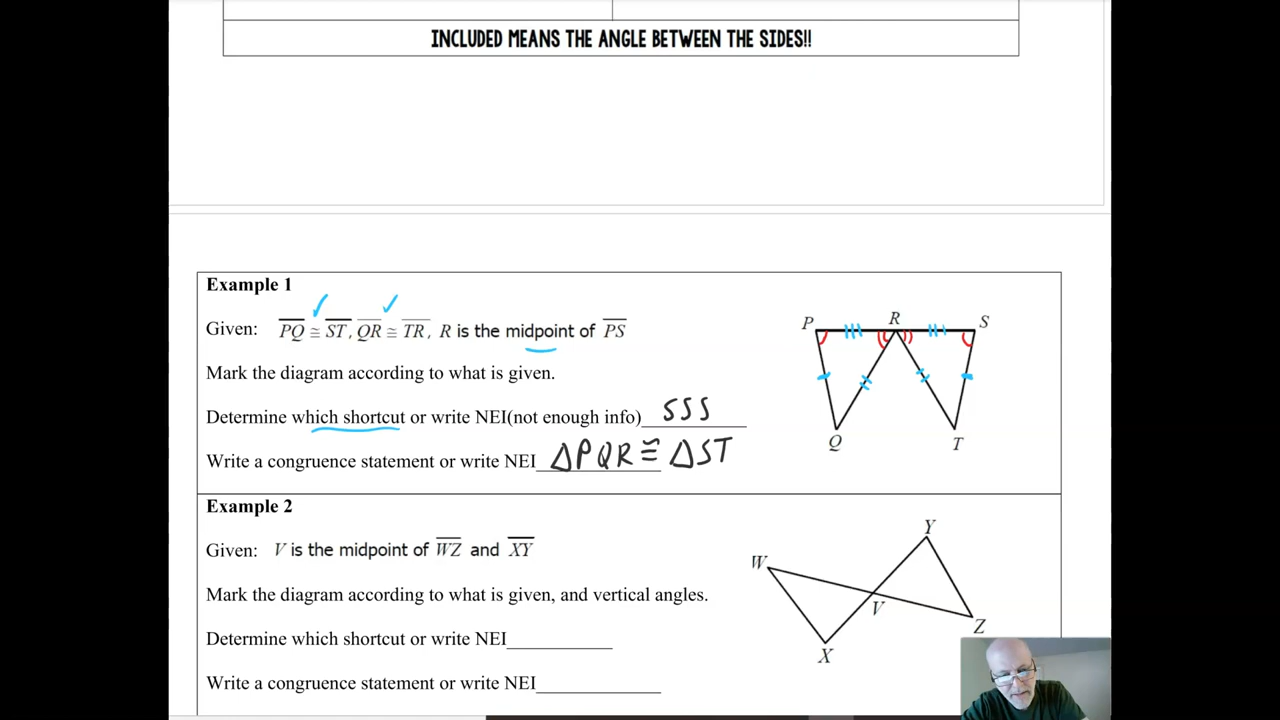 INCLUDED MEANS THE ANGLE BETWEEN THE SIDES!!
Example 1
Given: PQ ≅ ST, QR ≅ TR, R is the midpoint of PS
Mark the diagram according to what is given.
Determine which shortcut or write NEI(not enough info) SSS
Write a congruence statement or write NEI ΔPQR ≅ ΔST
P R S
Q T
Example 2
Given: V is the midpoint of WZ and XY
Mark the diagram according to what is given, and vertical angles.
Determine which shortcut or write NEI
Write a congruence statement or write NEI
Y
W
V
Z
X